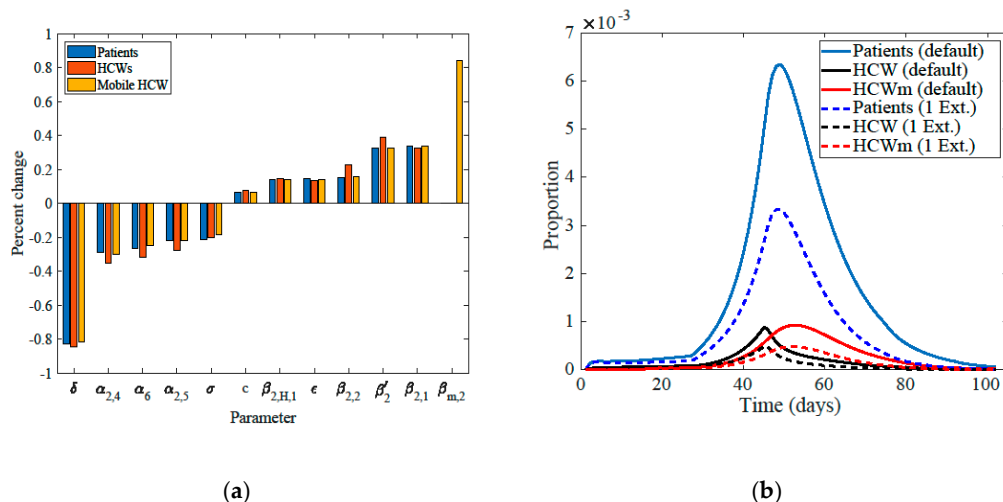 1
0.8
0.6
0.4
0.2
0
-0.2
-0.4
-0.6
-0.8
-1
Percent change
Patients
HCWs
Mobile HCW
δ α2,4 α6 α2,5 σ c β2,H,1 ϵ β2,2 β′2 β2,1 βm,2
Parameter
(a)
×10-3
7
6
5
4
3
2
1
0
Proportion
Patients (default)
HCW (default)
HCWm (default)
Patients (1 Ext.)
HCW (1 Ext.)
HCWm (1 Ext.)
20 40 60 80 100
Time (days)
(b)